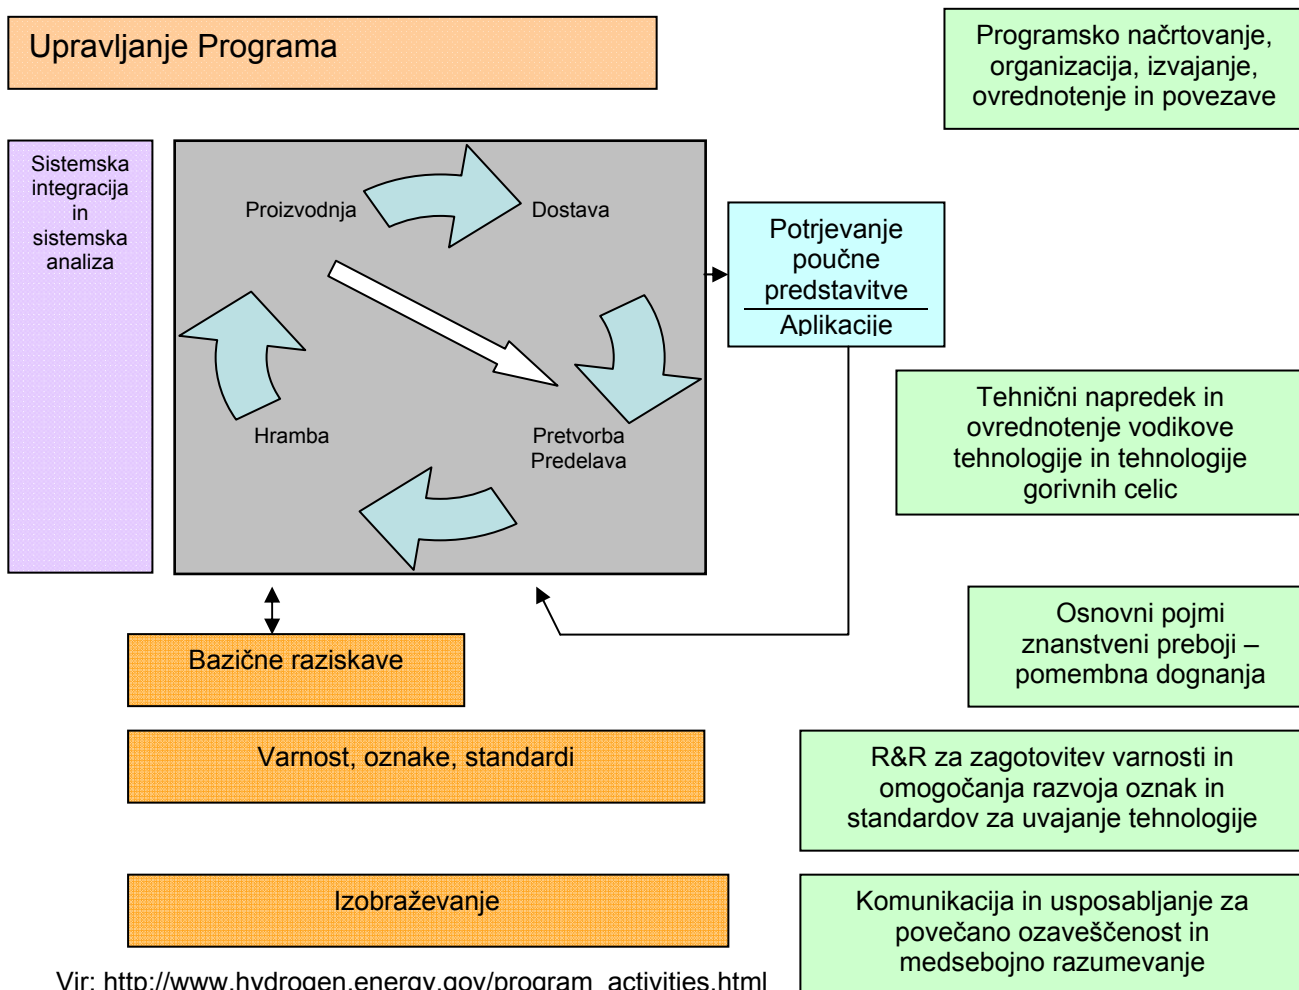 Upravljanje Programa
Programsko načrtovanje,
organizacija, izvajanje,
ovrednotenje in povezave
Sistemska
integracija
in
sistemska
analiza
Proizvodnja
Dostava
Hramba
Pretvorba
Predelava
Potrjevanje
poučne
predstavitve
Aplikacije
Tehnični napredek in
ovrednotenje vodikove
tehnologije in tehnologije
gorivnih celic
Osnovni pojmi
znanstveni preboji –
pomembna dognanja
Bazične raziskave
Varnost, oznake, standardi
R&R za zagotovitev varnosti in
omogočanja razvoja oznak in
standardov za uvajanje tehnologije
Izobraževanje
Komunikacija in usposabljanje za
povečano ozaveščenost in
medsebojno razumevanje
Vir: http://www.hydrogen.energy.gov/program_activities.html